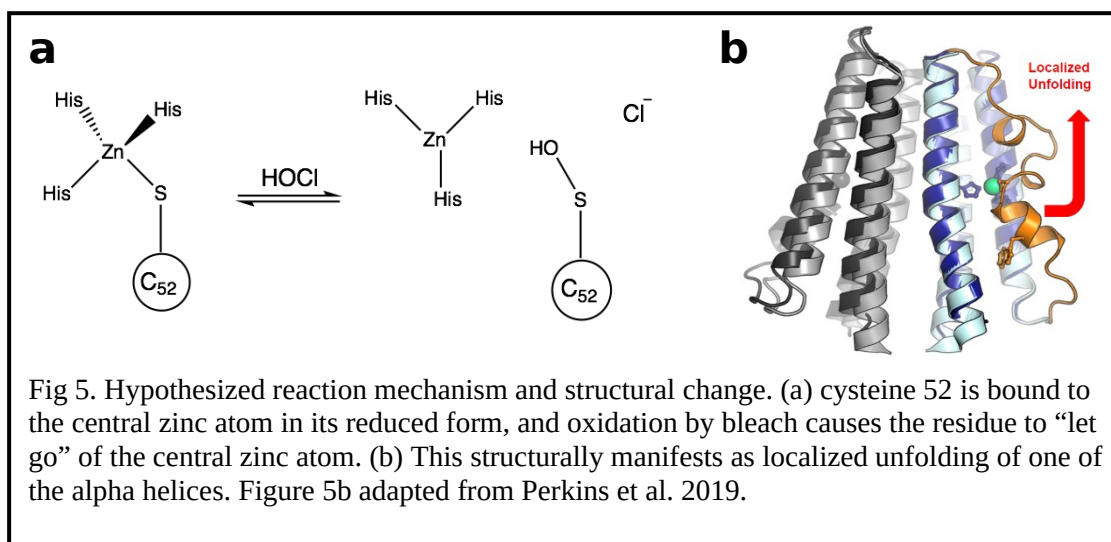 a
His
His
Zn
His
S
C52
HOCl
His
His
Zn
His
Cl−
HO
S
C52
b
Localized
Unfolding
Fig 5. Hypothesized reaction mechanism and structural change. (a) cysteine 52 is bound to
the central zinc atom in its reduced form, and oxidation by bleach causes the residue to “let
go” of the central zinc atom. (b) This structurally manifests as localized unfolding of one of
the alpha helices. Figure 5b adapted from Perkins et al. 2019.